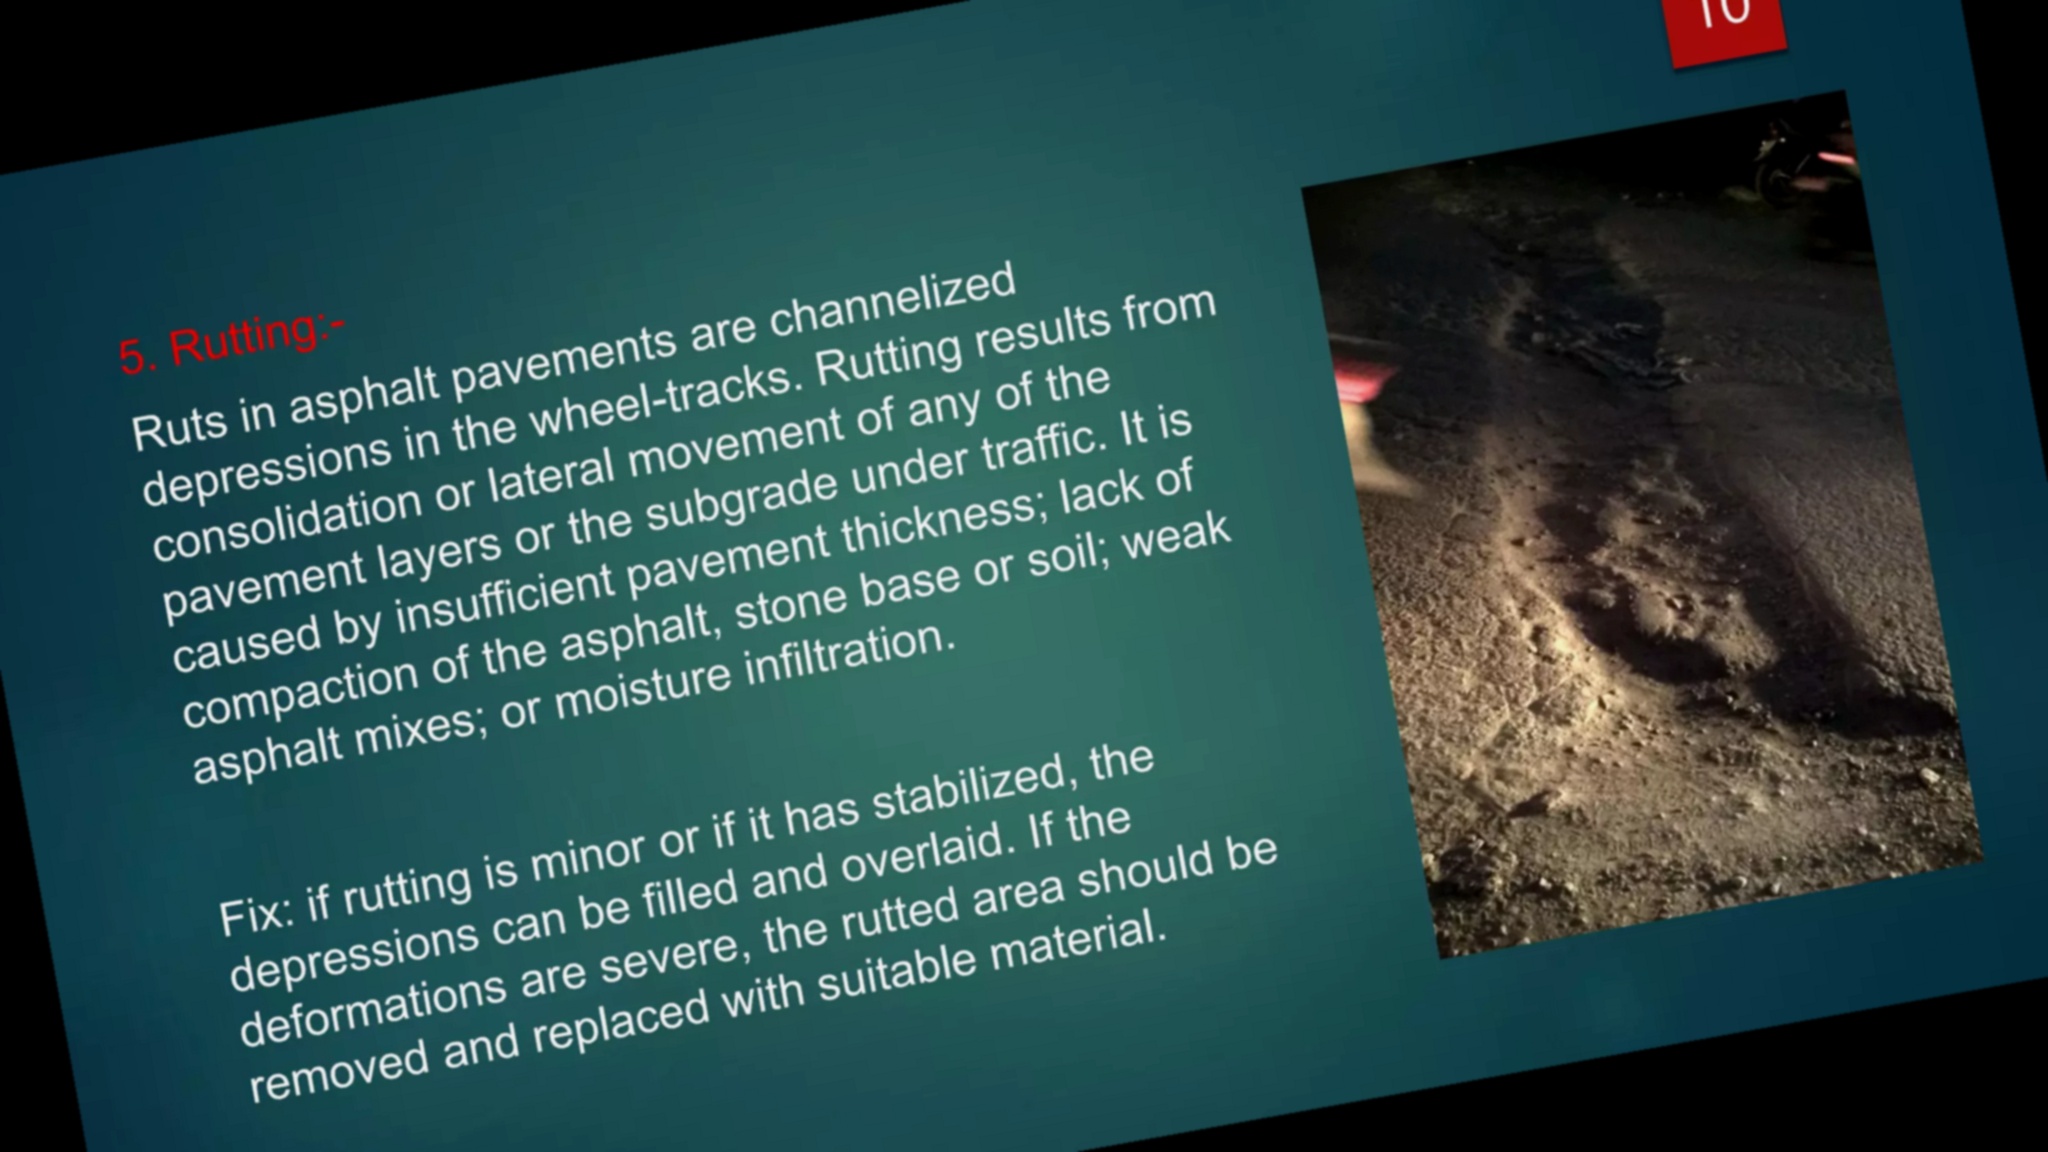 10
5. Rutting:-
Ruts in asphalt pavements are channelized
depressions in the wheel-tracks. Rutting results from
consolidation or lateral movement of any of the
pavement layers or the subgrade under traffic. It is
caused by insufficient pavement thickness; lack of
compaction of the asphalt, stone base or soil; weak
asphalt mixes; or moisture infiltration.
Fix: if rutting is minor or if it has stabilized, the
depressions can be filled and overlaid. If the
deformations are severe, the rutted area should be
removed and replaced with suitable material.